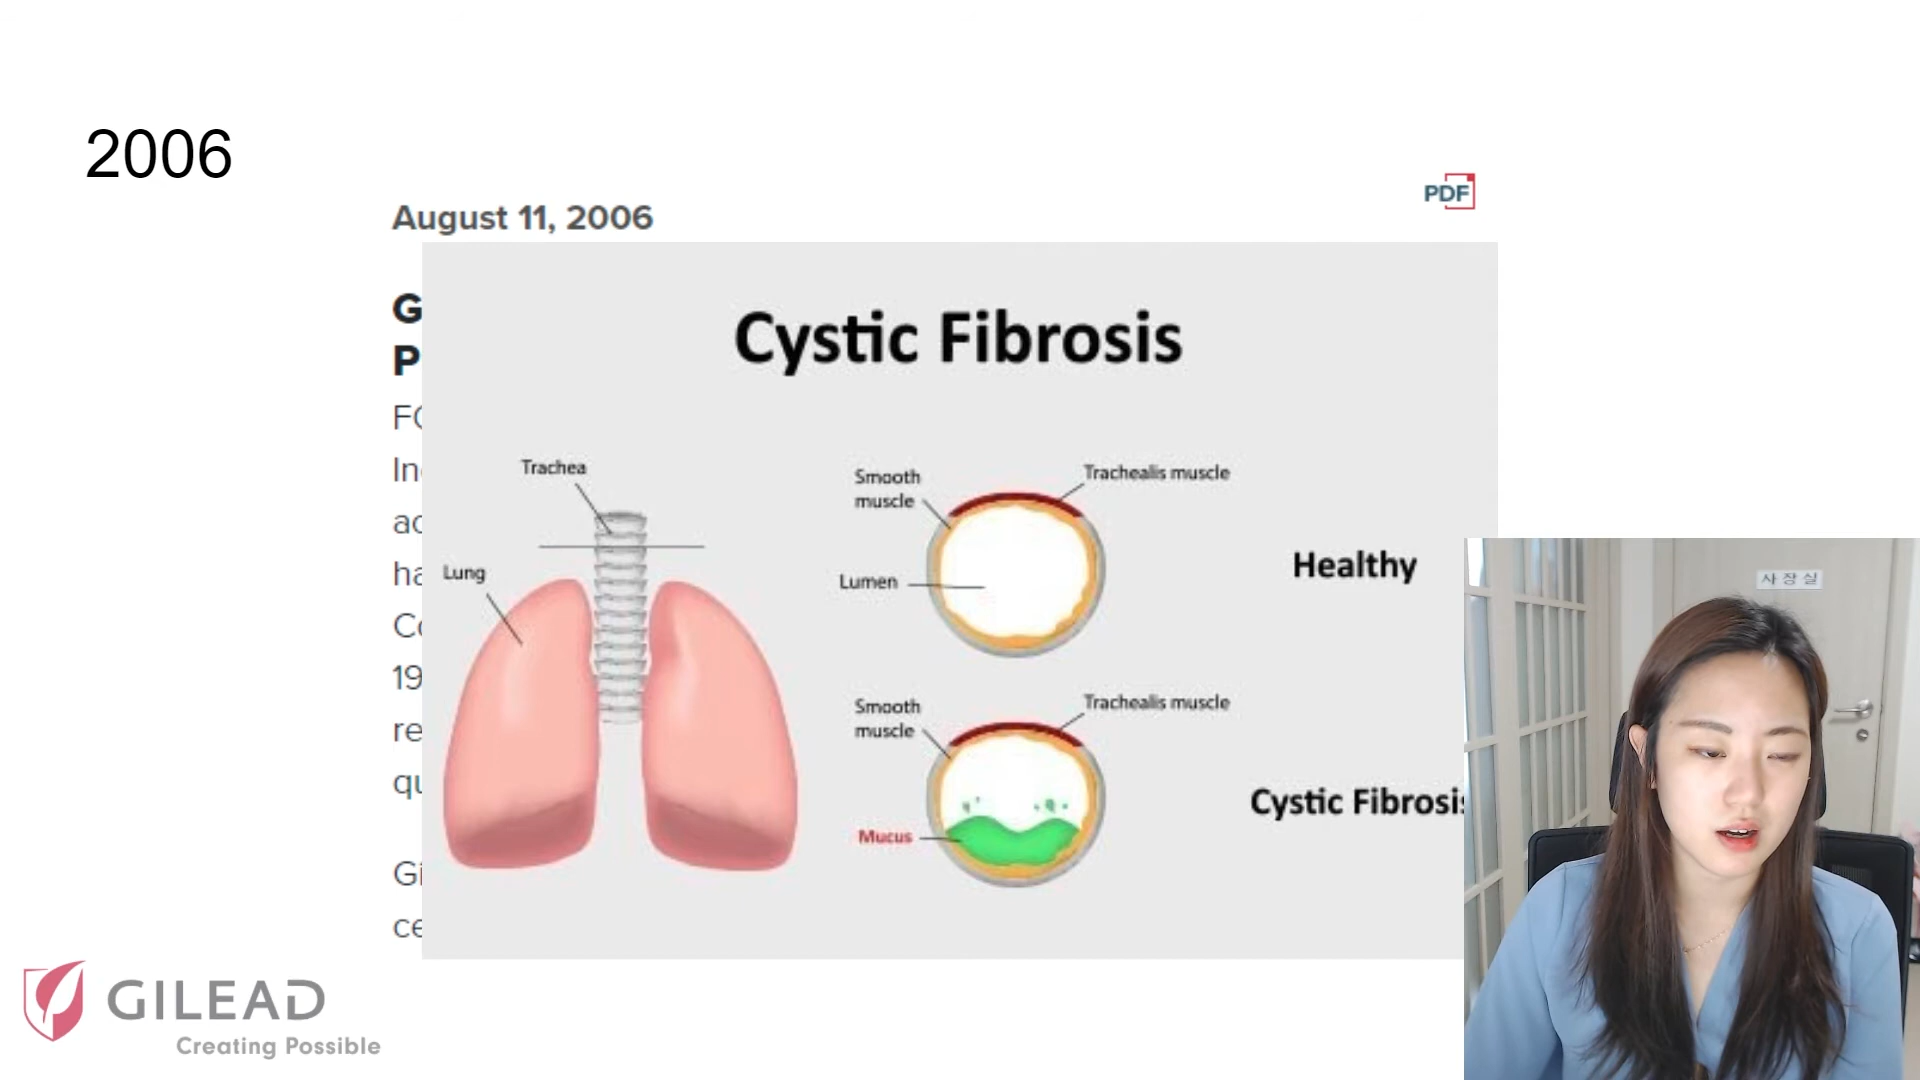 2006
PDF
August 11, 2006
G
P
FC
In
ac
ha
Co
19
re
qu
Gi
ce
Cystic Fibrosis
Trachea
Lung
Smooth
muscle
Trachealis muscle
Lumen
Healthy
Smooth
muscle
Trachealis muscle
Mucus
Cystic Fibrosis
사장실
GILEAD
Creating Possible